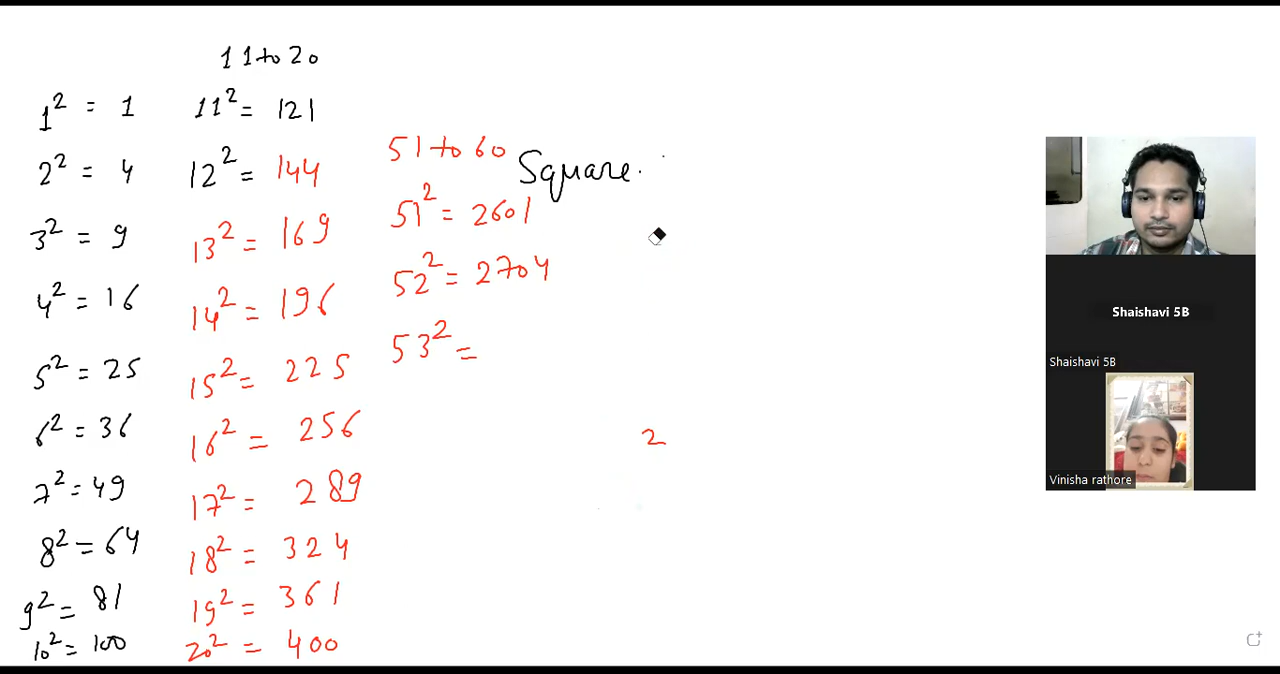 11 to 20
1² = 1
2² = 4
3² = 9
4² = 16
5² = 25
6² = 36
7² = 49
8² = 64
9² = 81
10² = 100
11² = 121
12² = 144
13² = 169
14² = 196
15² = 225
16² = 256
17² = 289
18² = 324
19² = 361
20² = 400
51 to 60 Square.
51² = 2601
52² = 2704
53² =
2
Shaishavi 5B
Shaishavi 5B
Vinisha rathore